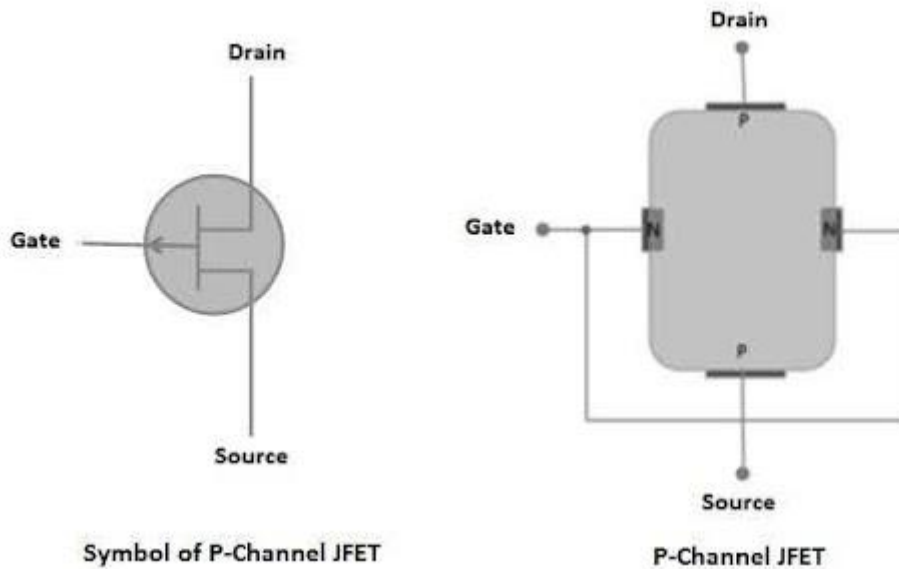 Drain
Gate
Source
Symbol of P-Channel JFET
Drain
P
Gate
N
N
P
Source
P-Channel JFET